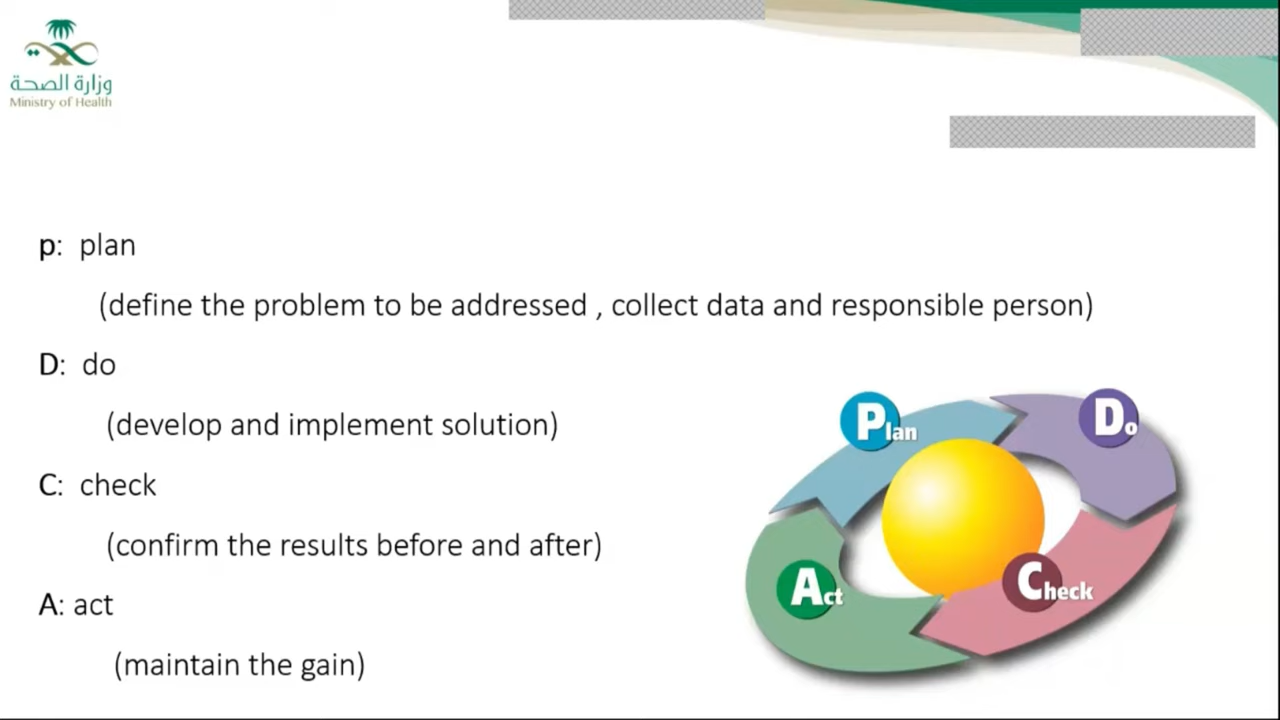 وزارة الصحة
Ministry of Health
p: plan
(define the problem to be addressed , collect data and responsible person)
D: do
(develop and implement solution)
C: check
(confirm the results before and after)
A: act
(maintain the gain)
Plan
Do
Act
Check